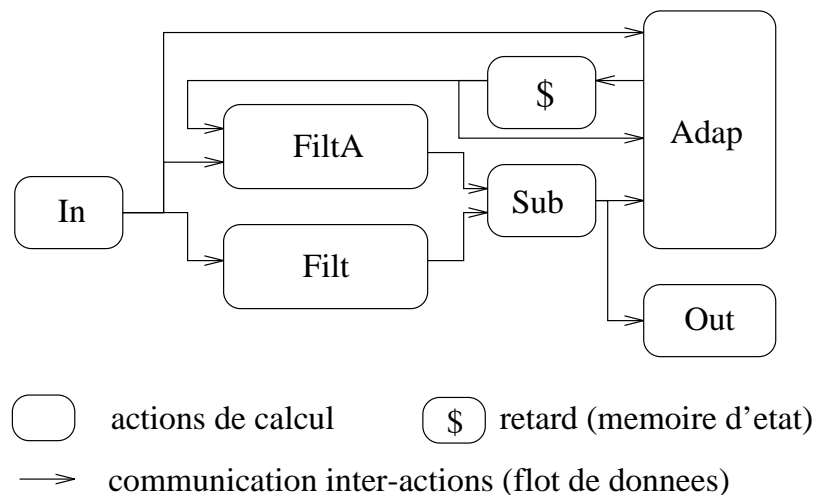 $
Adap
FiltA
In
Sub
Filt
Out
actions de calcul
$ retard (memoire d'etat)
communication inter-actions (flot de donnees)